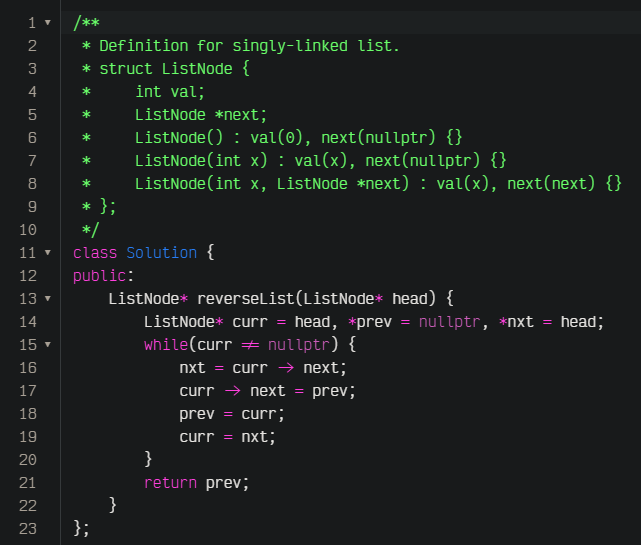 1 /**
2  * Definition for singly-linked list.
3  * struct ListNode {
4  *     int val;
5  *     ListNode *next;
6  *     ListNode() : val(0), next(nullptr) {}
7  *     ListNode(int x) : val(x), next(nullptr) {}
8  *     ListNode(int x, ListNode *next) : val(x), next(next) {}
9  * };
10  */
11 class Solution {
12 public:
13     ListNode* reverseList(ListNode* head) {
14         ListNode* curr = head, *prev = nullptr, *nxt = head;
15         while(curr != nullptr) {
16             nxt = curr -> next;
17             curr -> next = prev;
18             prev = curr;
19             curr = nxt;
20         }
21         return prev;
22     }
23 };